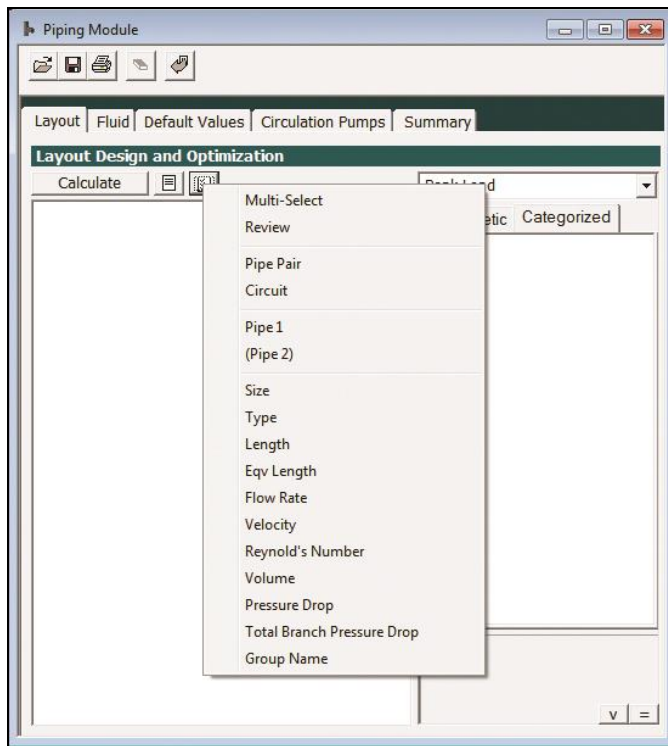 Piping Module
Layout Fluid Default Values Circulation Pumps Summary
Layout Design and Optimization
Calculate
Multi-Select
Review
Categorized
Pipe Pair
Circuit
Pipe 1
(Pipe 2)
Size
Type
Length
Eqv Length
Flow Rate
Velocity
Reynold's Number
Volume
Pressure Drop
Total Branch Pressure Drop
Group Name
v =